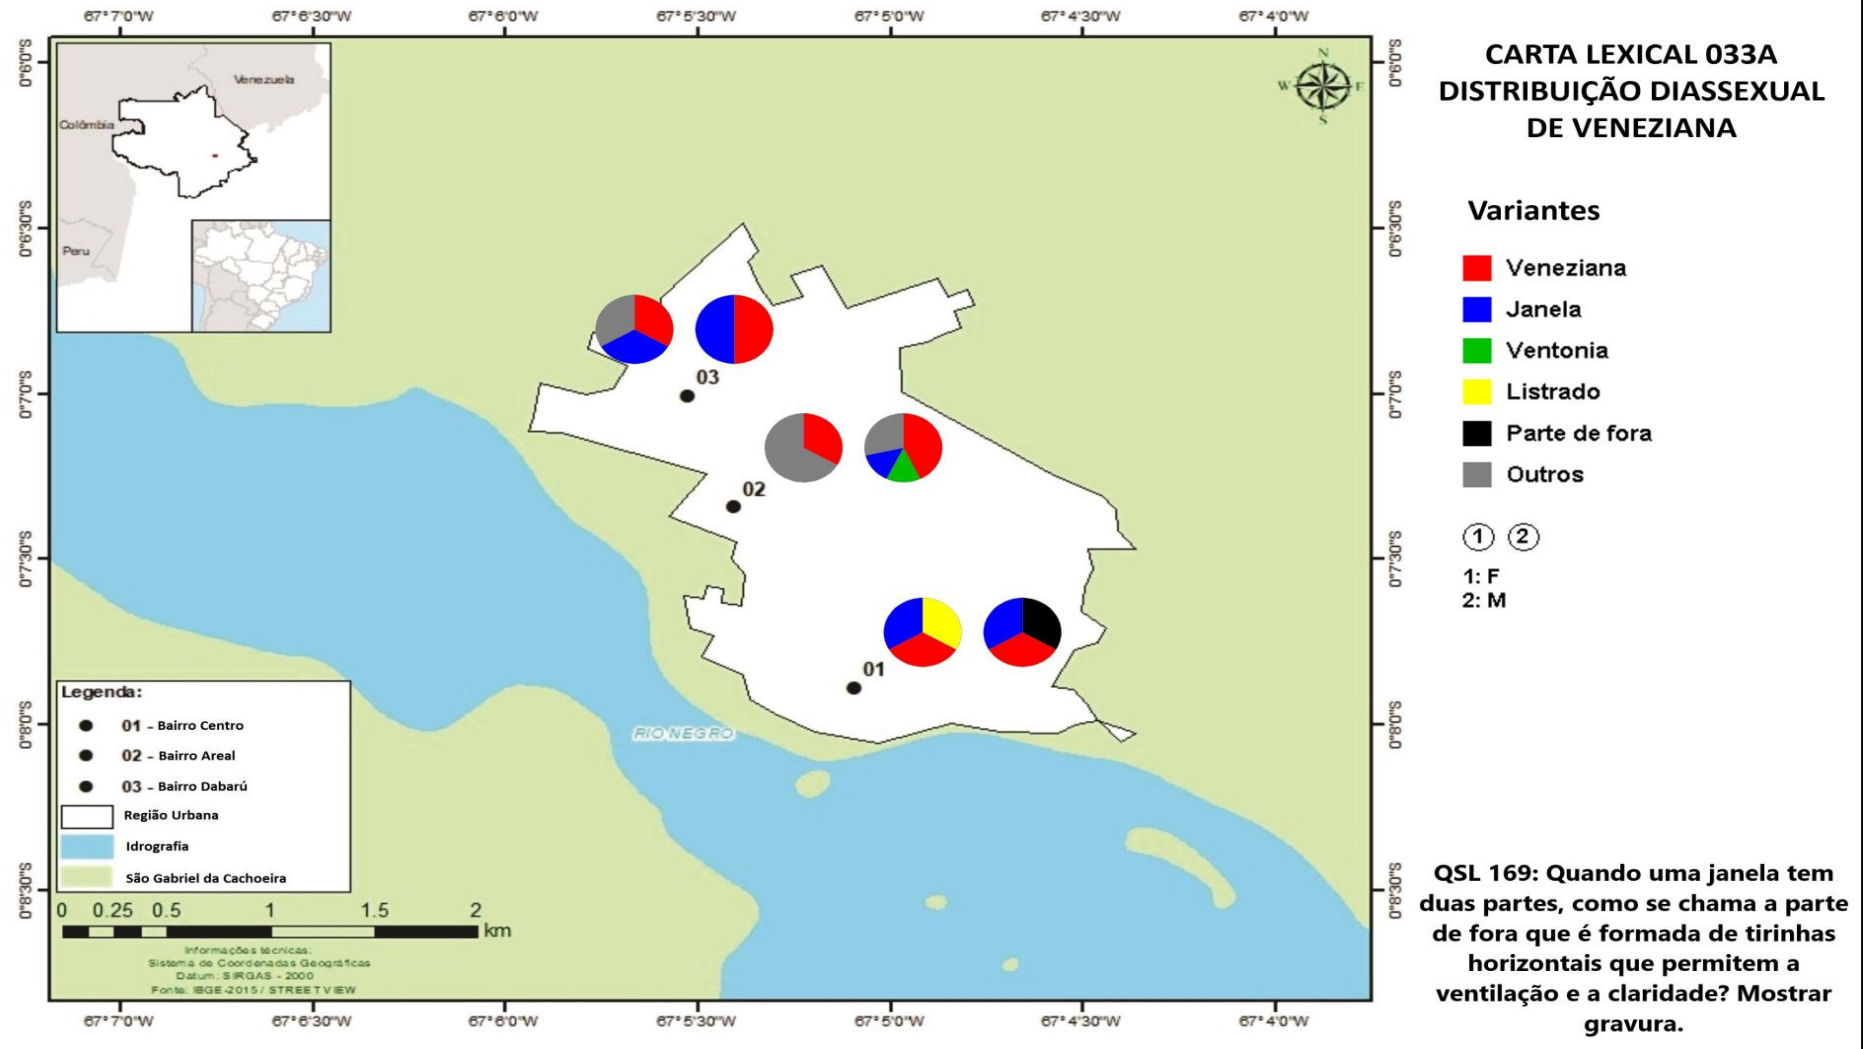 67°7'0"W 67°6'30"W 67°6'0"W 67°5'30"W 67°5'0"W 67°4'30"W 67°4'0"W
0°6'0"S
0°6'30"S
0°7'0"S
0°7'30"S
0°8'0"S
0°8'30"S
Venezuela
Colômbia
Peru
N
W E
S
03
02
01
RIO NEGRO
Legenda:
01 - Bairro Centro
02 - Bairro Areal
03 - Bairro Dabarú
Região Urbana
Idrografia
São Gabriel da Cachoeira
0 0.25 0.5 1 1.5 2
km
Informações técnicas:
Sistema de Coordenadas Geográficas
Datum: SIRGAS - 2000
Fonte: IBGE-2015 / STREETVIEW
0°6'0"S
0°6'30"S
0°7'0"S
0°7'30"S
0°8'0"S
0°8'30"S
67°7'0"W 67°6'30"W 67°6'0"W 67°5'30"W 67°5'0"W 67°4'30"W 67°4'0"W
CARTA LEXICAL 033A
DISTRIBUIÇÃO DIASSEXUAL
DE VENEZIANA
Variantes
Veneziana
Janela
Ventonia
Listrado
Parte de fora
Outros
1 2
1: F
2: M
QSL 169: Quando uma janela tem
duas partes, como se chama a parte
de fora que é formada de tirinhas
horizontais que permitem a
ventilação e a claridade? Mostrar
gravura.